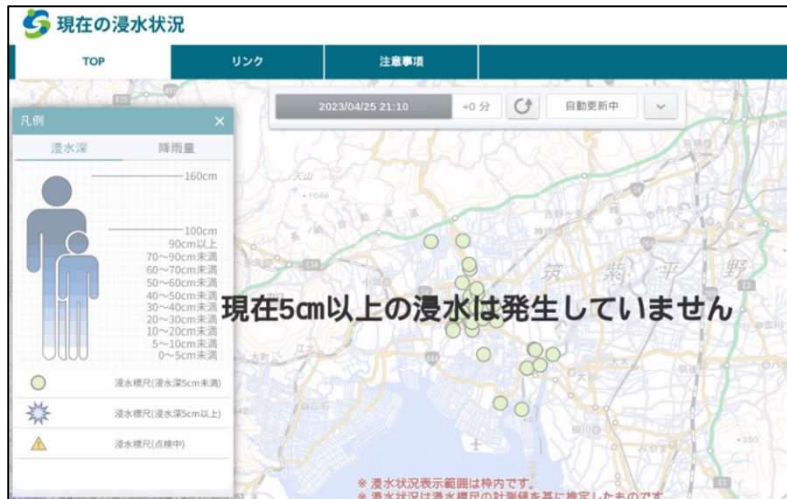 現在の浸水状況
TOP
リンク
注意事項
2023/04/25 21:10
+0 分
自動更新中
凡例
浸水深
降雨量
160cm
100cm
90cm以上
70～90cm未満
60～70cm未満
50～60cm未満
40～50cm未満
30～40cm未満
20～30cm未満
10～20cm未満
5～10cm未満
0～5cm未満
天山
筑紫平野
現在5cm以上の浸水は発生していません
浸水標尺(浸水深5cm未満)
浸水標尺(浸水深5cm以上)
浸水標尺(点検中)
※ 浸水状況表示範囲は枠内です。
※ 浸水状況は浸水標尺の計測値を基に推定したものです。